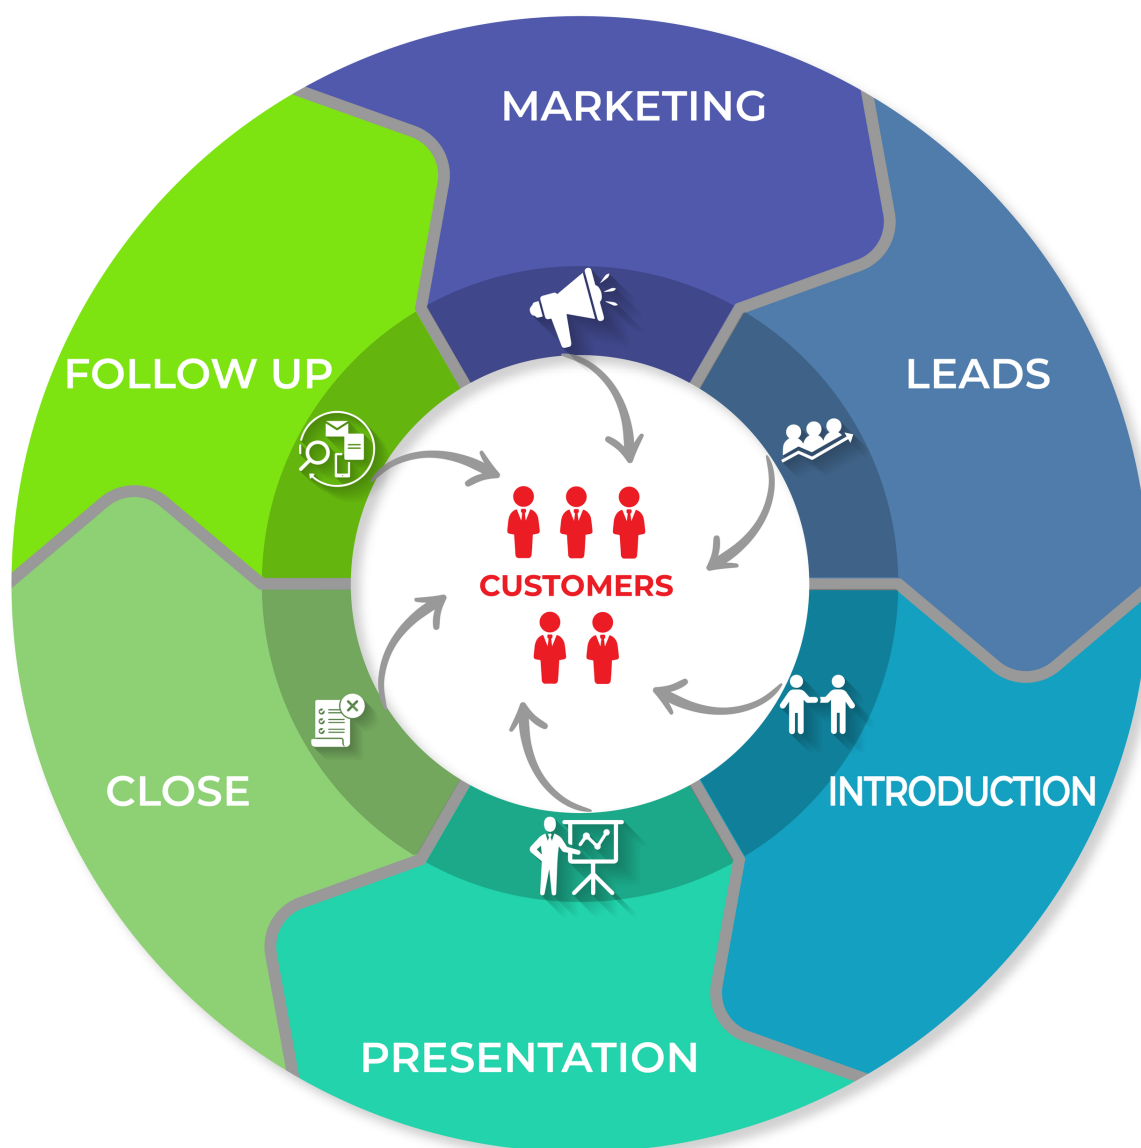 MARKETING
LEADS
INTRODUCTION
PRESENTATION
CLOSE
FOLLOW UP
CUSTOMERS